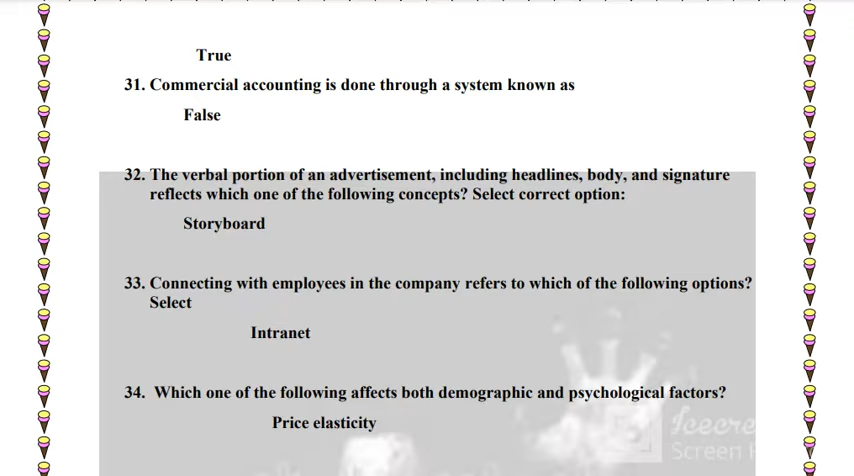 True
31. Commercial accounting is done through a system known as
False
32. The verbal portion of an advertisement, including headlines, body, and signature
reflects which one of the following concepts? Select correct option:
Storyboard
33. Connecting with employees in the company refers to which of the following options?
Select
Intranet
34. Which one of the following affects both demographic and psychological factors?
Price elasticity
Screen